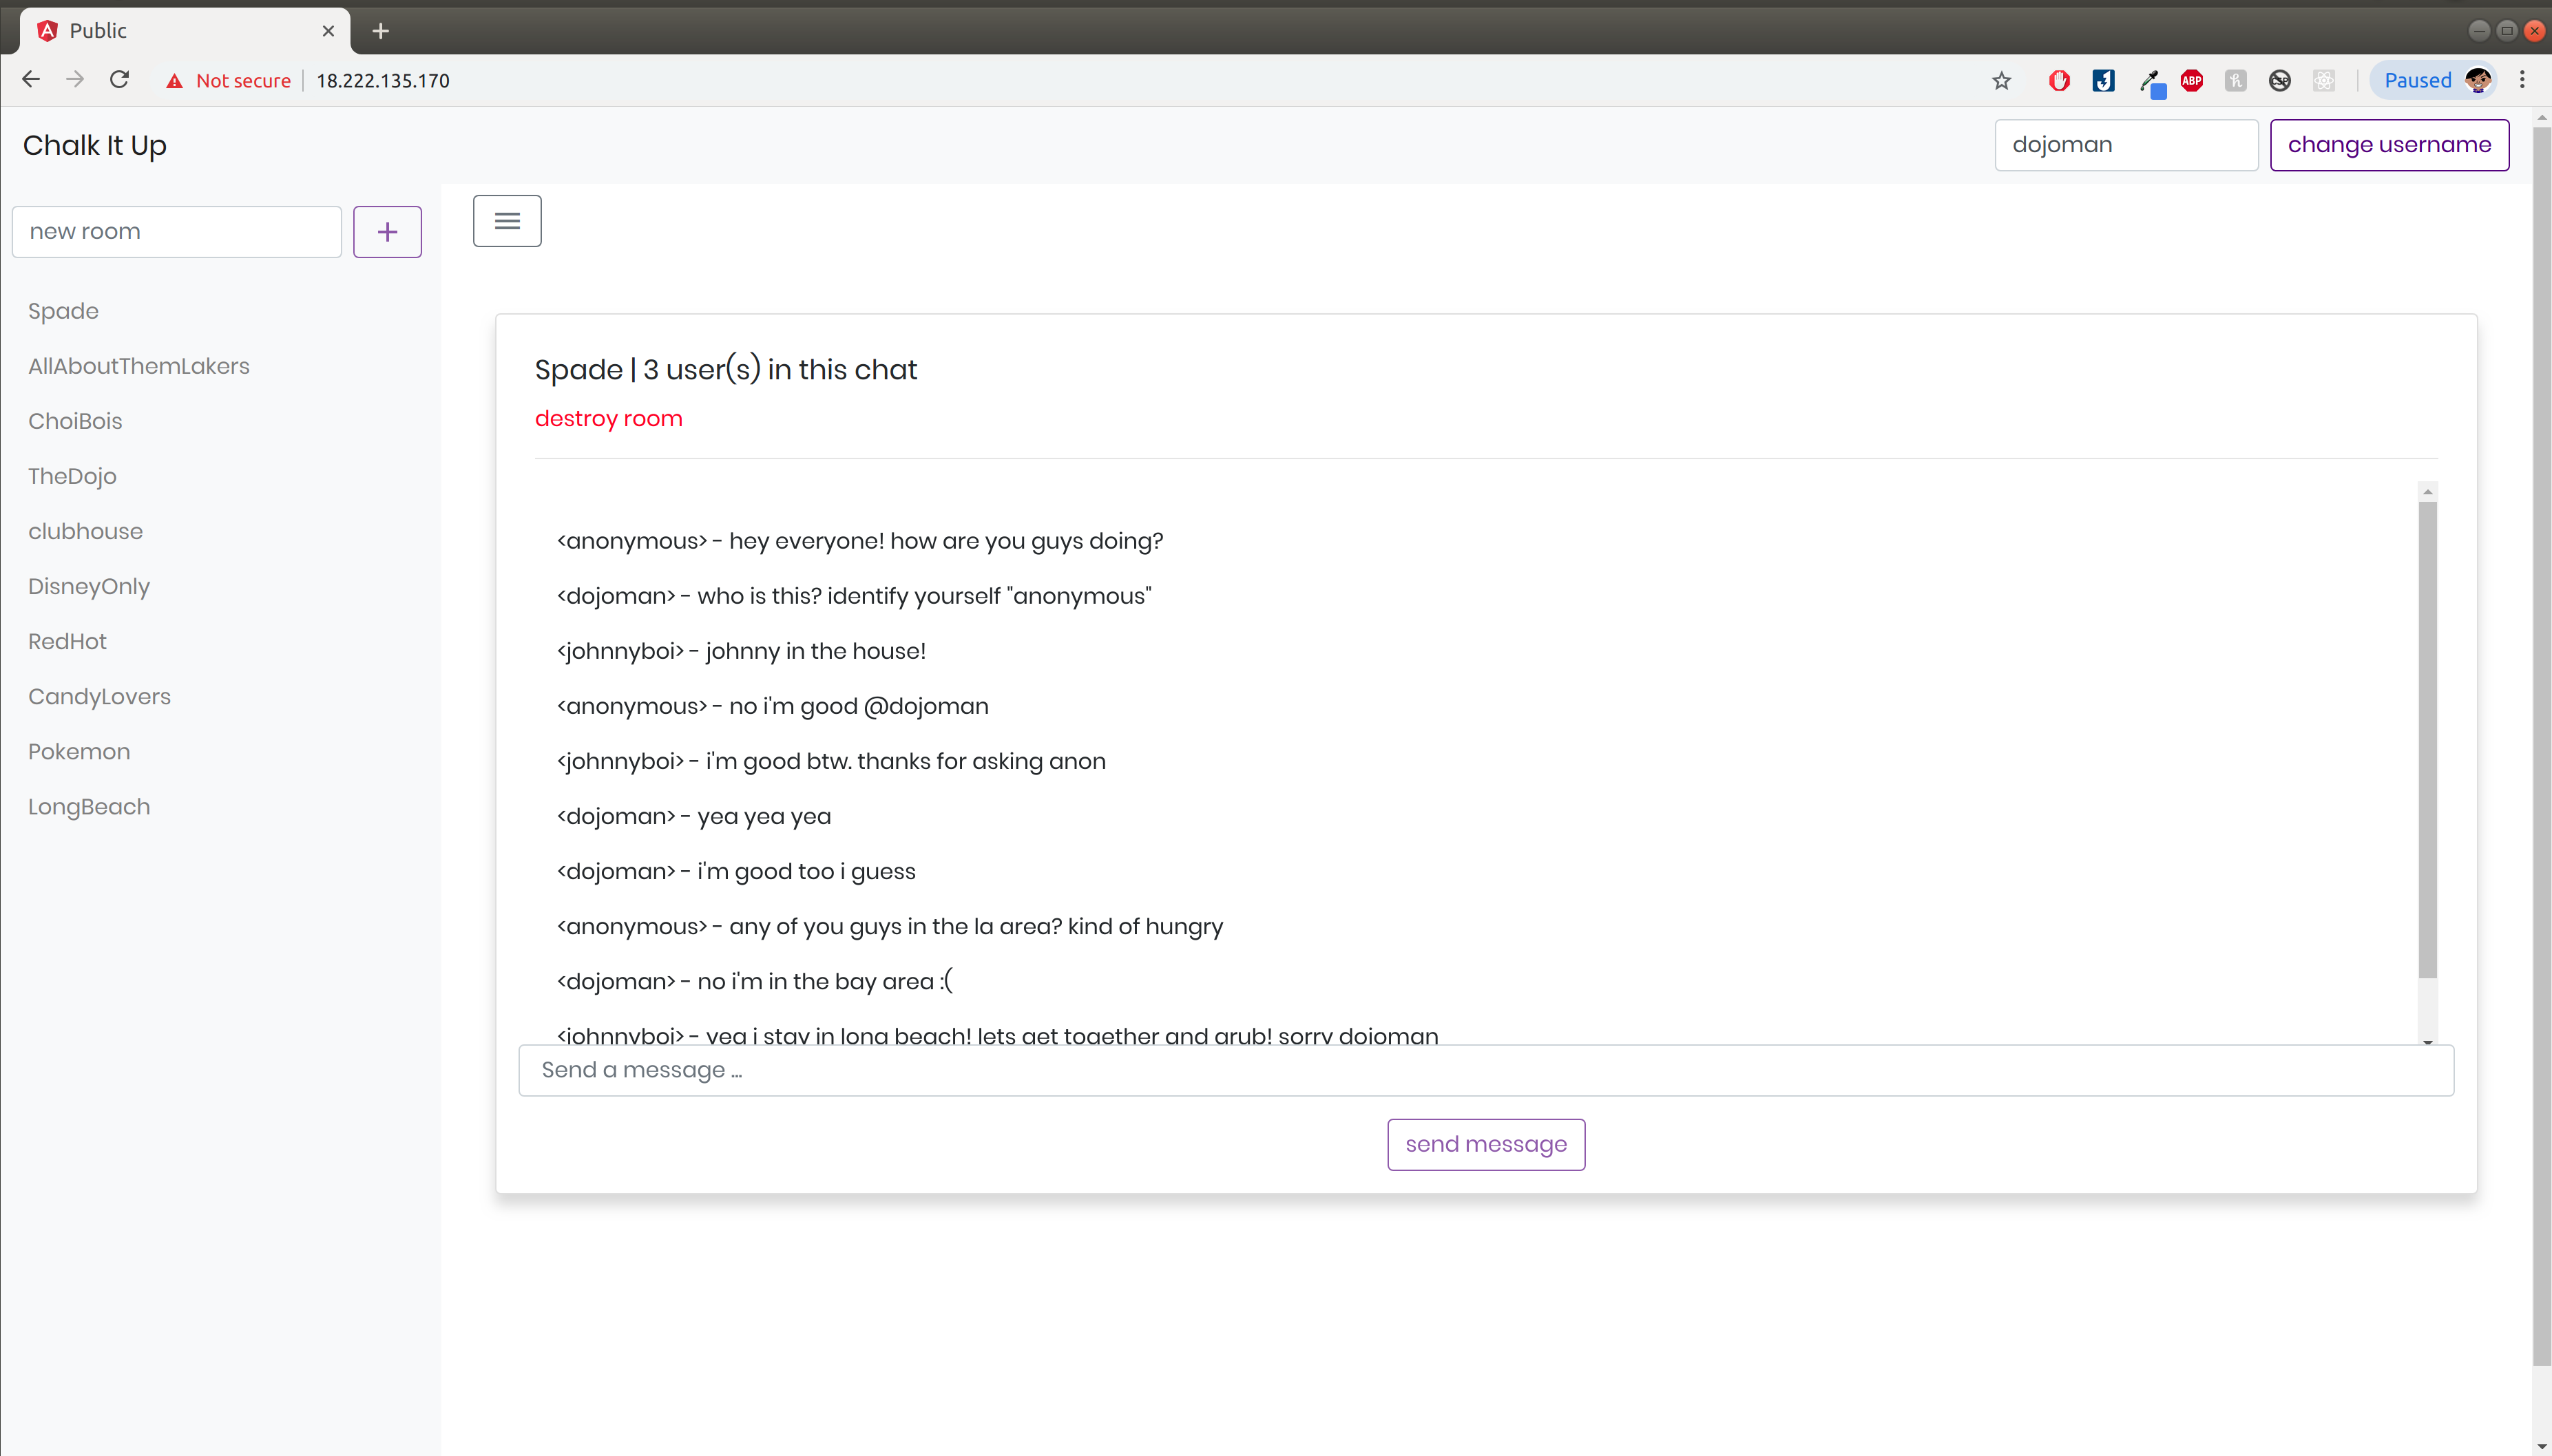 Public
Not secure 18.222.135.170
ABP
Paused
Chalk It Up
dojoman
change username
new room
+
Spade
AllAboutThemLakers
ChoiBois
TheDojo
clubhouse
DisneyOnly
RedHot
CandyLovers
Pokemon
LongBeach
Spade | 3 user(s) in this chat
destroy room
<anonymous> - hey everyone! how are you guys doing?
<dojoman> - who is this? identify yourself "anonymous"
<johnnyboi> - johnny in the house!
<anonymous> - no i'm good @dojoman
<johnnyboi> - i'm good btw. thanks for asking anon
<dojoman> - yea yea yea
<dojoman> - i'm good too i guess
<anonymous> - any of you guys in the la area? kind of hungry
<dojoman> - no i'm in the bay area :(
<johnnyboi> - yea i stay in long beach! lets get together and grub! sorry dojoman
Send a message ...
send message